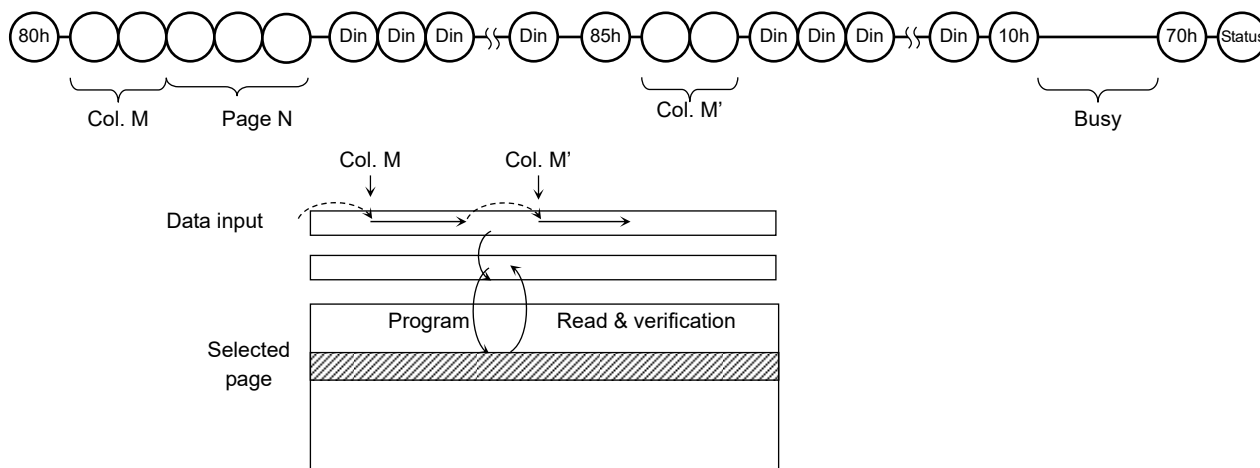 80h Din Din Din Din 85h Din Din Din Din 10h 70h Status
Col. M Page N Col. M’ Busy
Col. M Col. M’
Data input
Program Read & verification
Selected
page